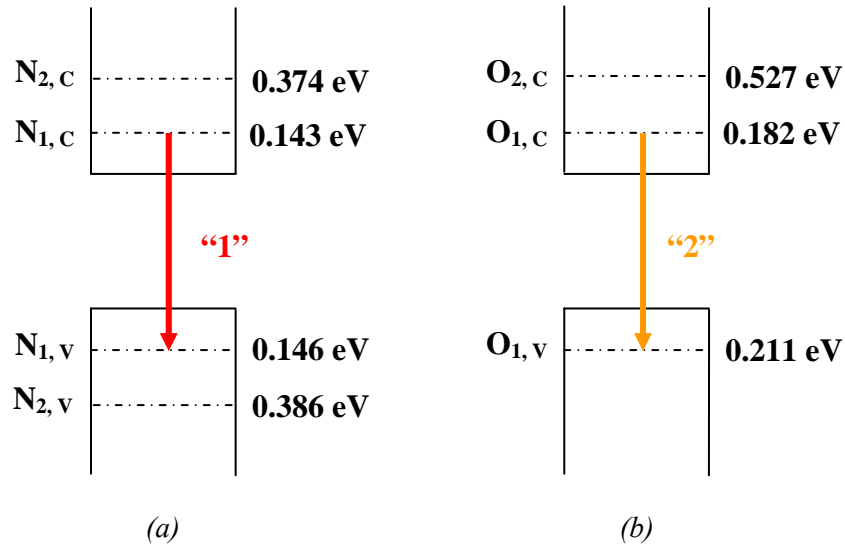 N2, C
0.374 eV
N1, C
0.143 eV
“1”
N1, V
0.146 eV
N2, V
0.386 eV
(a)
O2, C
0.527 eV
O1, C
0.182 eV
“2”
O1, V
0.211 eV
(b)